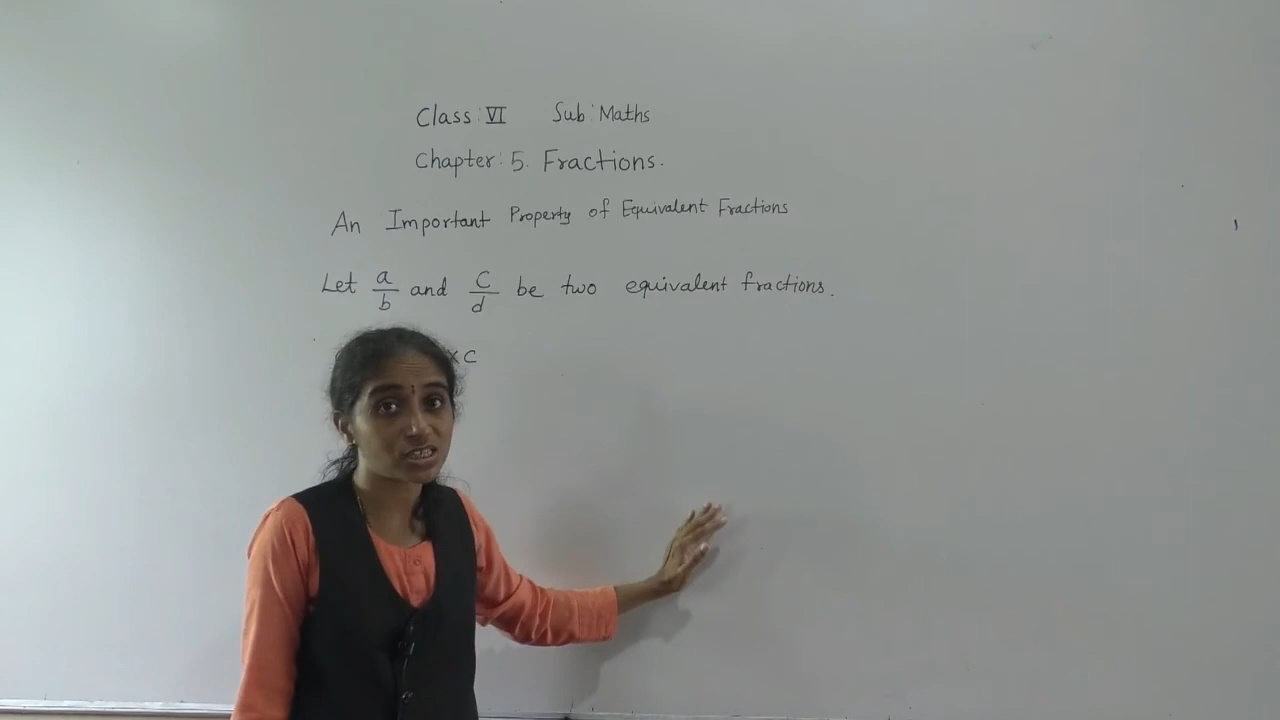 Class: VI Sub: Maths
Chapter: 5. Fractions.
An Important Property of Equivalent Fractions
Let a/b and c/d be two equivalent fractions.
× c